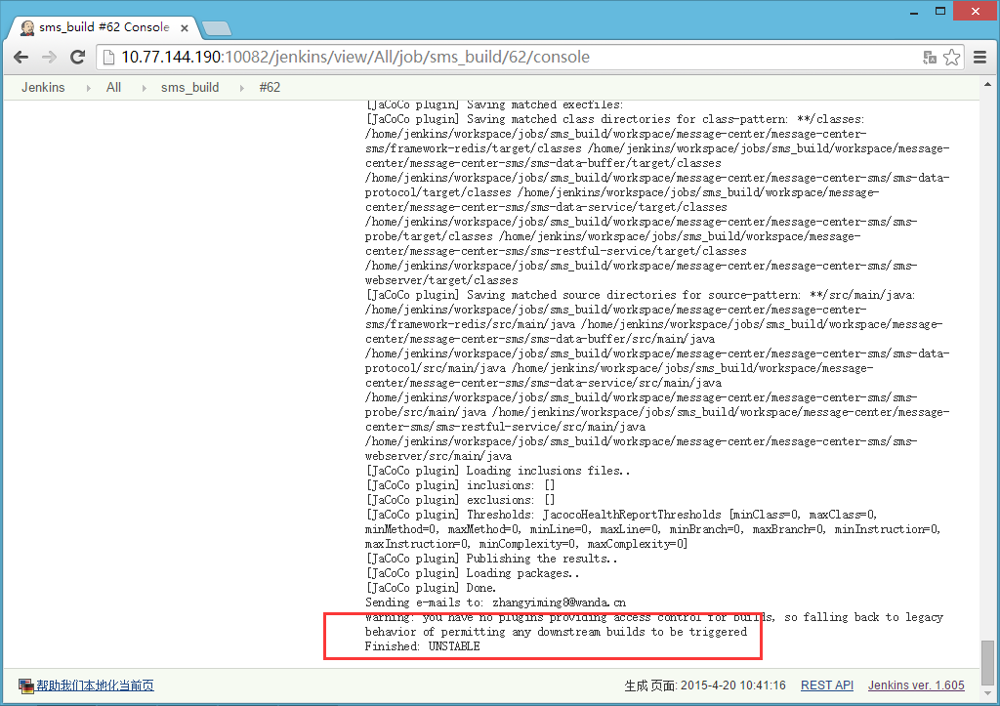 sms_build #62 Console
10.77.144.190:10082/jenkins/view/All/job/sms_build/62/console
Jenkins All sms_build #62
[JaCoCo plugin] Saving matched execfiles:
[JaCoCo plugin] Saving matched class directories for class-pattern: **/classes:
/home/jenkins/workspace/jobs/sms_build/workspace/message-center/message-center-
sms/framework-redis/target/classes /home/jenkins/workspace/jobs/sms_build/workspace/message-
center/message-center-sms/sms-data-buffer/target/classes
/home/jenkins/workspace/jobs/sms_build/workspace/message-center/message-center-sms/sms-data-
protocol/target/classes /home/jenkins/workspace/jobs/sms_build/workspace/message-
center/message-center-sms/sms-data-service/target/classes
/home/jenkins/workspace/jobs/sms_build/workspace/message-center/message-center-sms/sms-
probe/target/classes /home/jenkins/workspace/jobs/sms_build/workspace/message-
center/message-center-sms/sms-restful-service/target/classes
/home/jenkins/workspace/jobs/sms_build/workspace/message-center/message-center-sms/sms-
webserver/target/classes
[JaCoCo plugin] Saving matched source directories for source-pattern: **/src/main/java:
/home/jenkins/workspace/jobs/sms_build/workspace/message-center/message-center-
sms/framework-redis/src/main/java /home/jenkins/workspace/jobs/sms_build/workspace/message-
center/message-center-sms/sms-data-buffer/src/main/java
/home/jenkins/workspace/jobs/sms_build/workspace/message-center/message-center-sms/sms-data-
protocol/src/main/java /home/jenkins/workspace/jobs/sms_build/workspace/message-
center/message-center-sms/sms-data-service/src/main/java
/home/jenkins/workspace/jobs/sms_build/workspace/message-center/message-center-sms/sms-
probe/src/main/java /home/jenkins/workspace/jobs/sms_build/workspace/message-center/message-
center-sms/sms-restful-service/src/main/java
/home/jenkins/workspace/jobs/sms_build/workspace/message-center/message-center-sms/sms-
webserver/src/main/java
[JaCoCo plugin] Loading inclusions files..
[JaCoCo plugin] inclusions: []
[JaCoCo plugin] exclusions: []
[JaCoCo plugin] Thresholds: JacocoHealthReportThresholds [minClass=0, maxClass=0,
minMethod=0, maxMethod=0, minLine=0, maxLine=0, minBranch=0, maxBranch=0, minInstruction=0,
maxInstruction=0, minComplexity=0, maxComplexity=0]
[JaCoCo plugin] Publishing the results..
[JaCoCo plugin] Loading packages..
[JaCoCo plugin] Done.
Sending e-mails to: zhangyiming8@wanda.cn
Warning: you have no plugins providing access control for builds, so falling back to legacy
behavior of permitting any downstream builds to be triggered
Finished: UNSTABLE
帮助我们本地化当前页 生成 页面: 2015-4-20 10:41:16 REST API Jenkins ver. 1.605